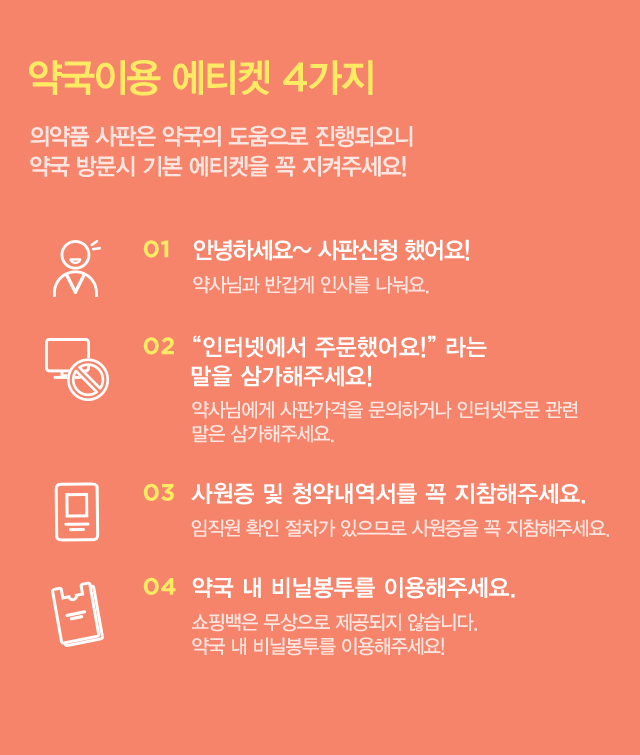 약국이용 에티켓 4가지
의약품 사판은 약국의 도움으로 진행되오니
약국 방문시 기본 에티켓을 꼭 지켜주세요!
01 안녕하세요~ 사판신청 했어요!
약사님과 반갑게 인사를 나눠요.
02 “인터넷에서 주문했어요!” 라는
말을 삼가해주세요!
약사님에게 사판가격을 문의하거나 인터넷주문 관련
말은 삼가해주세요.
03 사원증 및 청약내역서를 꼭 지참해주세요.
임직원 확인 절차가 있으므로 사원증을 꼭 지참해주세요.
04 약국 내 비닐봉투를 이용해주세요.
쇼핑백은 무상으로 제공되지 않습니다.
약국 내 비닐봉투를 이용해주세요!